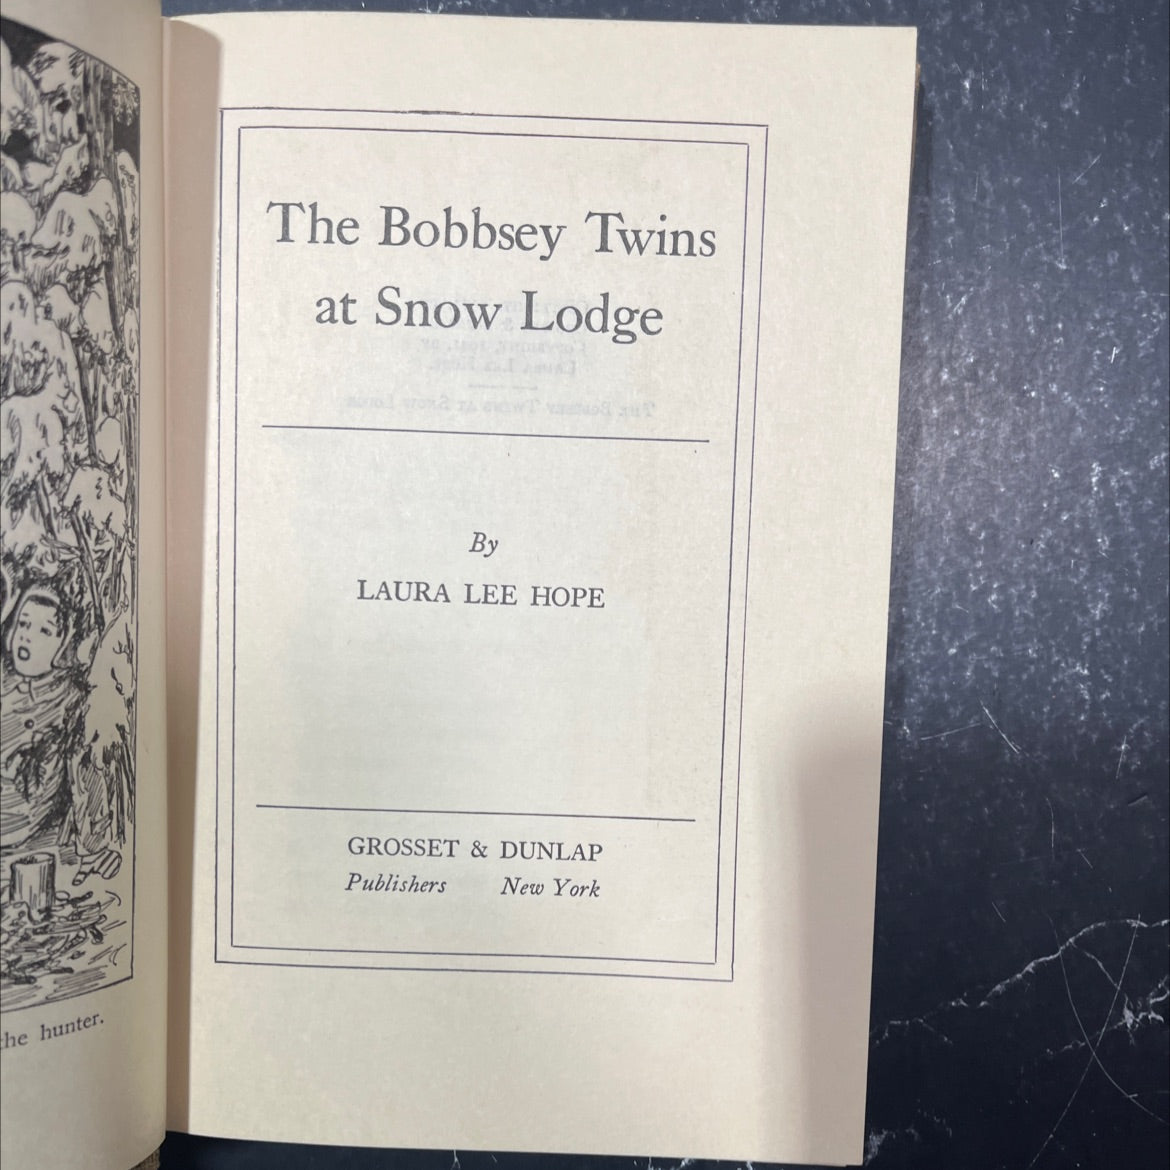 the hunter.
The Bobbsey Twins
at Snow Lodge
By
LAURA LEE HOPE
GROSSET & DUNLAP
Publishers New York